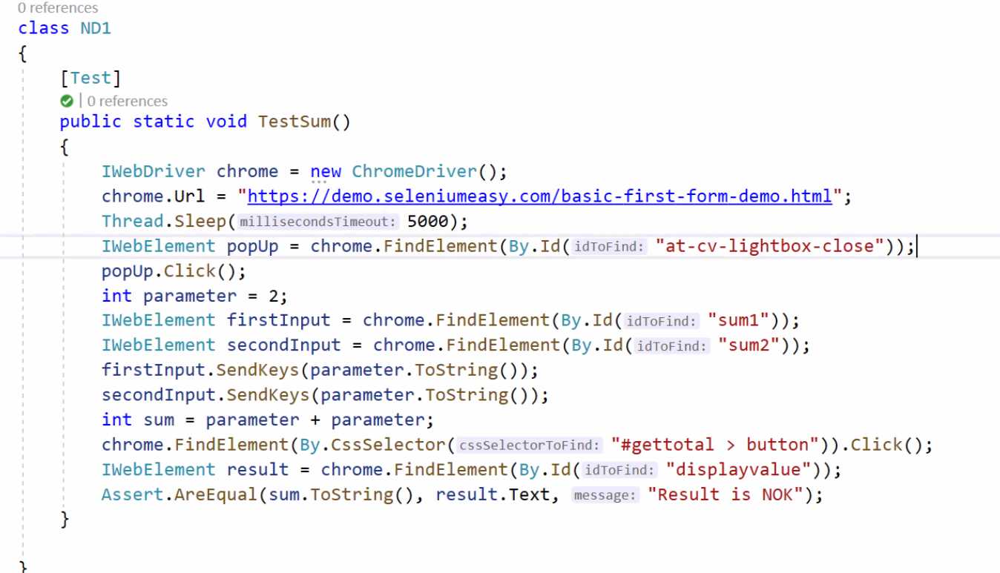 0 references
class ND1
{
[Test]
| 0 references
public static void TestSum()
{
IWebDriver chrome = new ChromeDriver();
chrome.Url = "https://demo.seleniumeasy.com/basic-first-form-demo.html";
Thread.Sleep(millisecondsTimeout: 5000);
IWebElement popUp = chrome.FindElement(By.Id(idToFind: "at-cv-lightbox-close"));
popUp.Click();
int parameter = 2;
IWebElement firstInput = chrome.FindElement(By.Id(idToFind: "sum1"));
IWebElement secondInput = chrome.FindElement(By.Id(idToFind: "sum2"));
firstInput.SendKeys(parameter.ToString());
secondInput.SendKeys(parameter.ToString());
int sum = parameter + parameter;
chrome.FindElement(By.CssSelector(cssSelectorToFind: "#gettotal > button")).Click();
IWebElement result = chrome.FindElement(By.Id(idToFind: "displayvalue"));
Assert.AreEqual(sum.ToString(), result.Text, message: "Result is NOK");
}
}